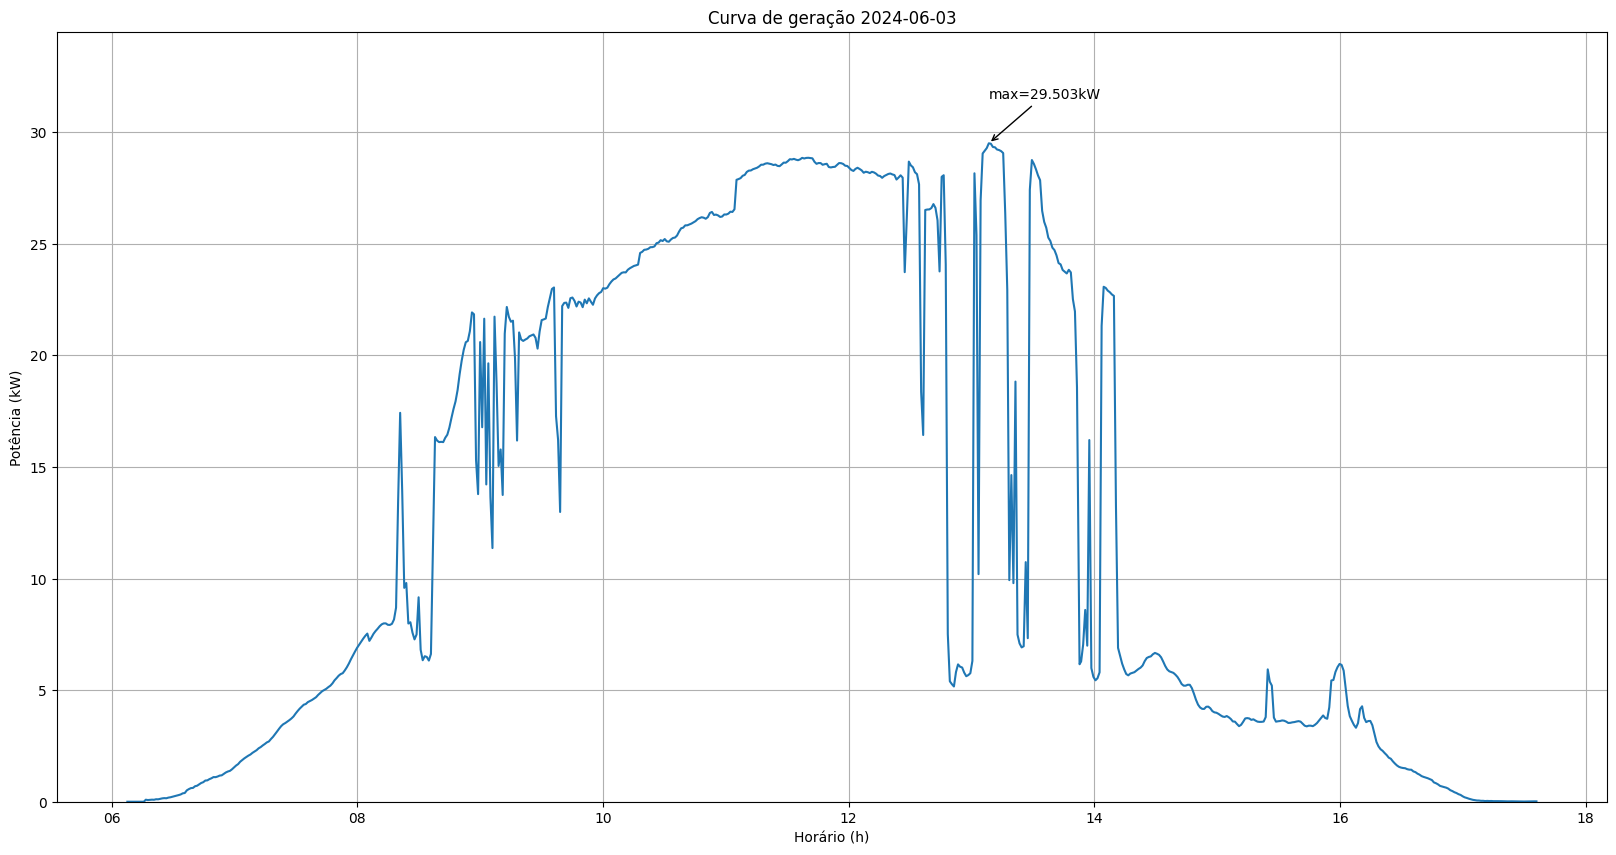 Curva de geração 2024-06-03
max=29.503kW
30
25
20
15
10
5
0
Potência (kW)
06 08 10 12 14 16 18
Horário (h)